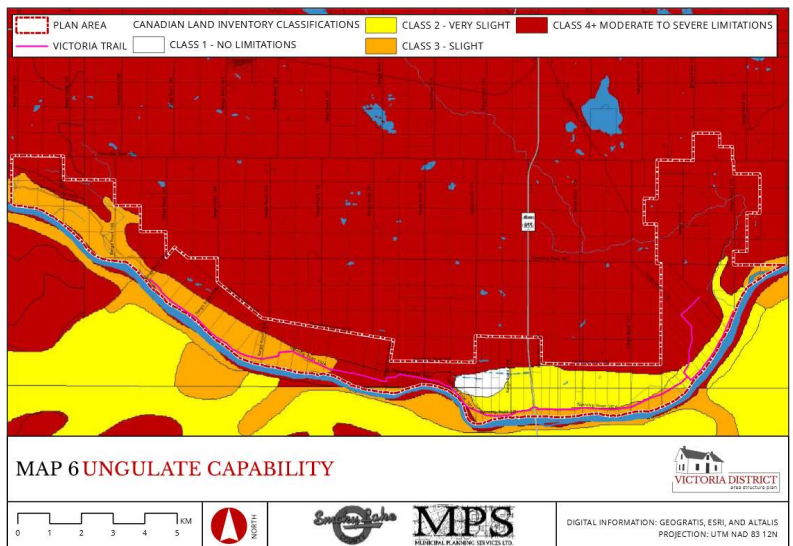 PLAN AREA
CANADIAN LAND INVENTORY CLASSIFICATIONS
CLASS 2 - VERY SLIGHT
CLASS 4+ MODERATE TO SEVERE LIMITATIONS
VICTORIA TRAIL
CLASS 1 - NO LIMITATIONS
CLASS 3 - SLIGHT
MAP 6 UNGULATE CAPABILITY
VICTORIA DISTRICT
area structure plan
0 1 2 3 4 5 KM
NORTH
Smoky Lake
MPS
MUNICIPAL PLANNING SERVICES LTD.
DIGITAL INFORMATION: GEOGRATIS, ESRI, AND ALTALIS
PROJECTION: UTM NAD 83 12N